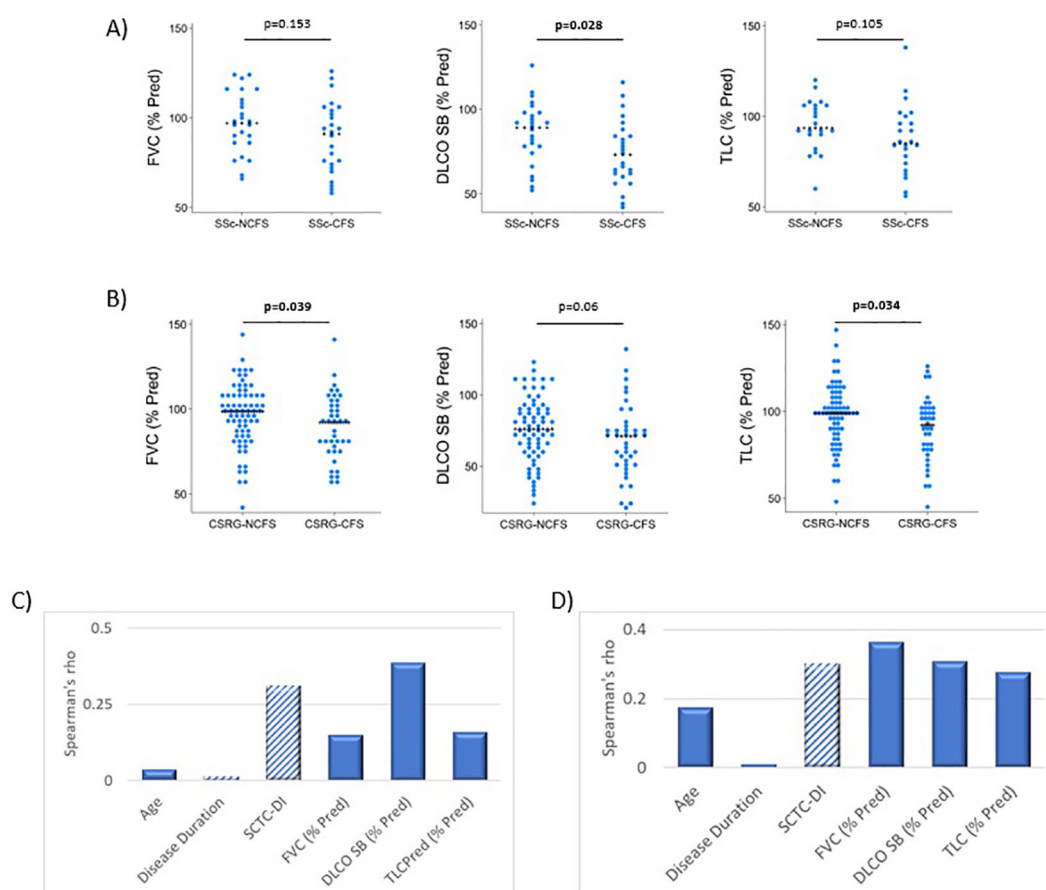 A)
p=0.153
p=0.028
p=0.105
FVC (% Pred)
150
100
50
SSc-NCFS SSc-CFS
DLCO SB (% Pred)
150
100
50
SSc-NCFS SSc-CFS
TLC (% Pred)
150
100
50
SSc-NCFS SSc-CFS
B)
p=0.039
p=0.06
p=0.034
FVC (% Pred)
150
100
50
CSRG-NCFS CSRG-CFS
DLCO SB (% Pred)
150
100
50
CSRG-NCFS CSRG-CFS
TLC (% Pred)
150
100
50
CSRG-NCFS CSRG-CFS
C)
Spearman's rho
0.5
0.25
0
Age
Disease Duration
SCTC-DI
FVC (% Pred)
DLCO SB (% Pred)
TLCPred (% Pred)
D)
Spearman's rho
0.4
0.2
0
Age
Disease Duration
SCTC-DI
FVC (% Pred)
DLCO SB (% Pred)
TLC (% Pred)